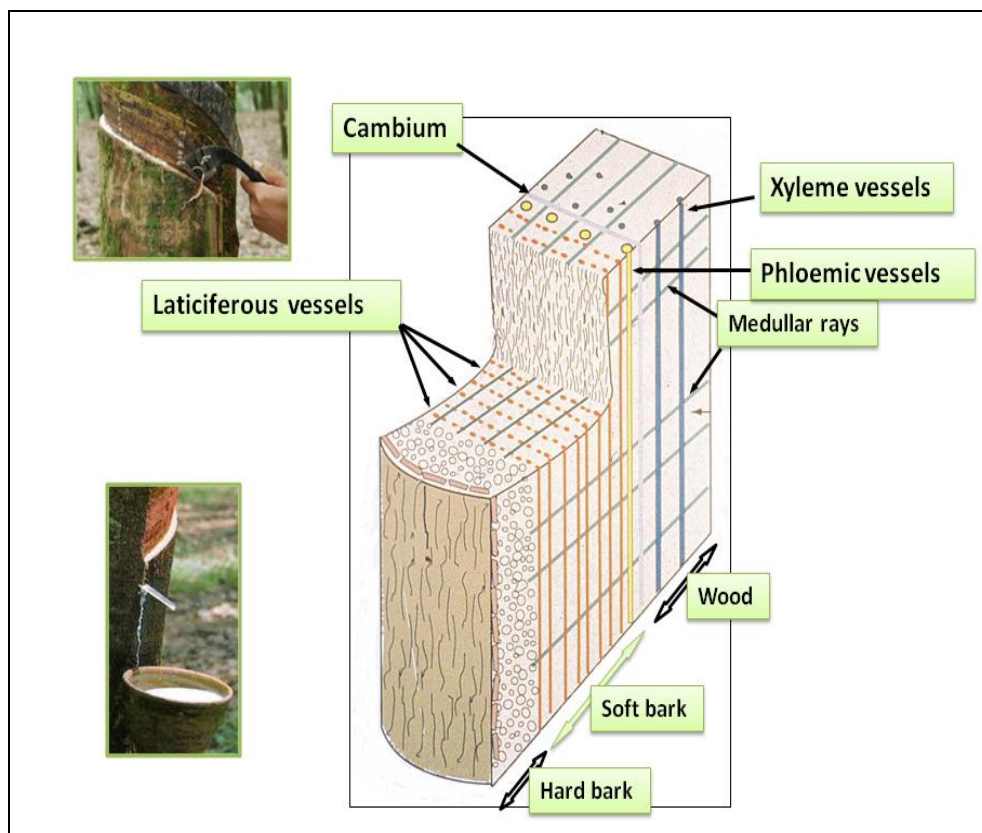 Cambium
Xyleme vessels
Phloemic vessels
Laticiferous vessels
Medullar rays
Wood
Soft bark
Hard bark